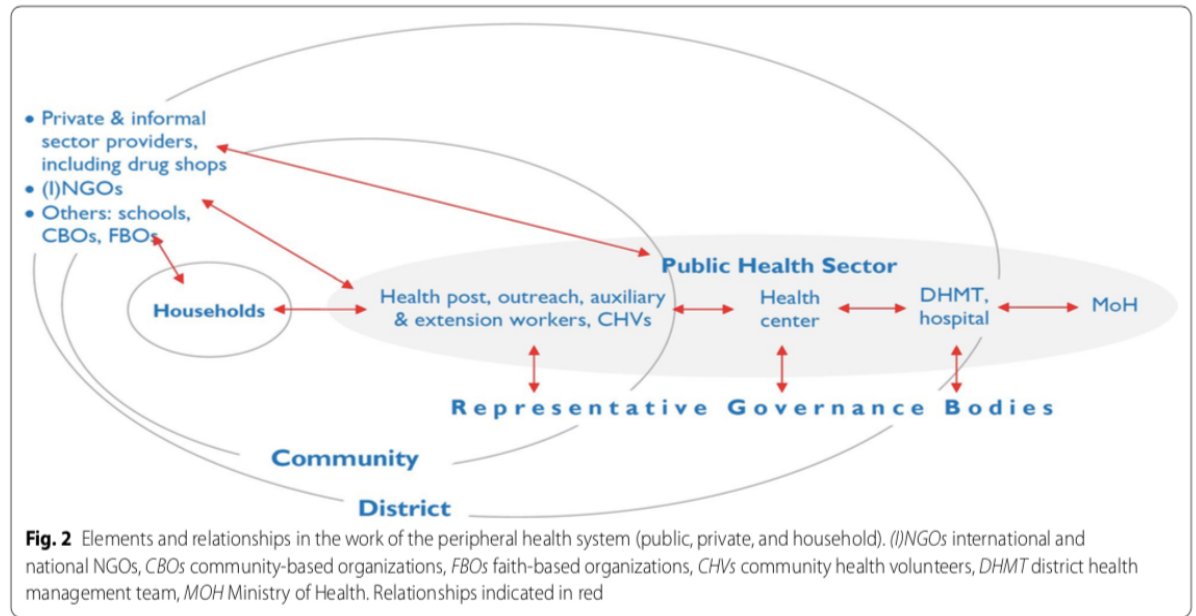 • Private & informal
sector providers,
including drug shops
• (I)NGOs
• Others: schools,
CBOs, FBOs
Households
Public Health Sector
Health post, outreach, auxiliary
& extension workers, CHVs
Health
center
DHMT,
hospital
MoH
Representative Governance Bodies
Community
District
Fig. 2 Elements and relationships in the work of the peripheral health system (public, private, and household). (I)NGOs international and
national NGOs, CBOs community-based organizations, FBOs faith-based organizations, CHVs community health volunteers, DHMT district health
management team, MOH Ministry of Health. Relationships indicated in red